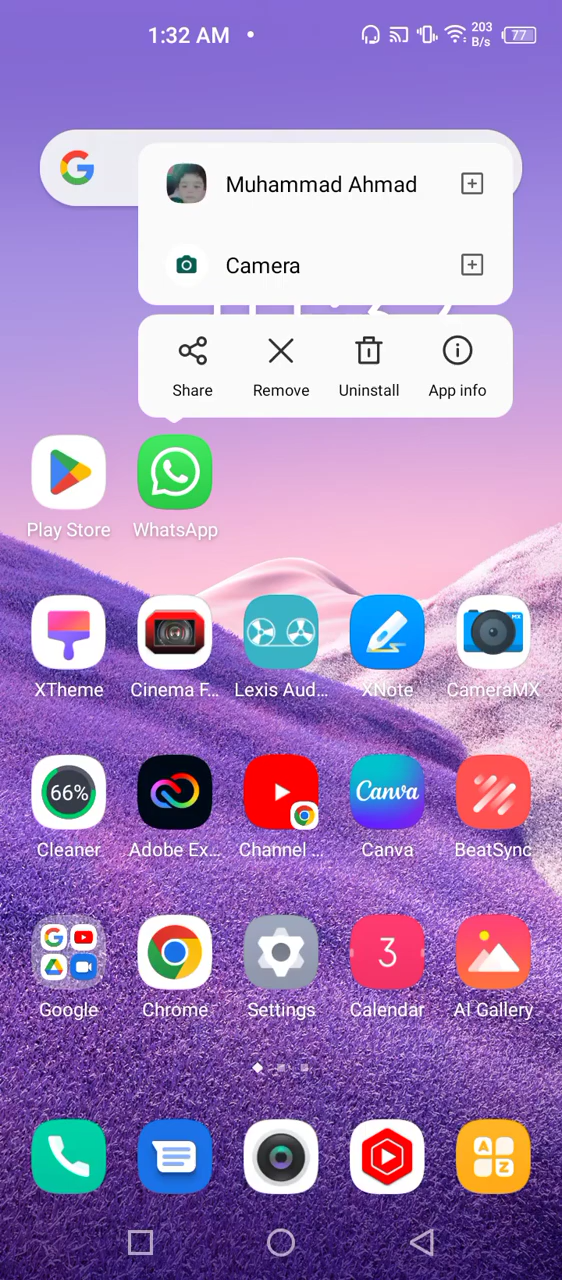 1:32 AM
203
B/s
77
Muhammad Ahmad
Camera
Share Remove Uninstall App info
Play Store WhatsApp
XTheme Cinema F... Lexis Aud... XNote CameraMX
66%
Canva
Cleaner Adobe Ex... Channel ... Canva BeatSync
3
Google Chrome Settings Calendar AI Gallery
A
Z